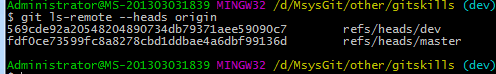 Administrator@MS-201303031839 MINGW32 /d/MsysGit/other/gitskills (dev)
$ git ls-remote --heads origin
569cde92a20548204890734db79371aee59090c7 refs/heads/dev
fdf0ce73599fc8a8278cbd1ddbae4a6dbf99136d refs/heads/master
Administrator@MS-201303031839 MINGW32 /d/MsysGit/other/gitskills (dev)